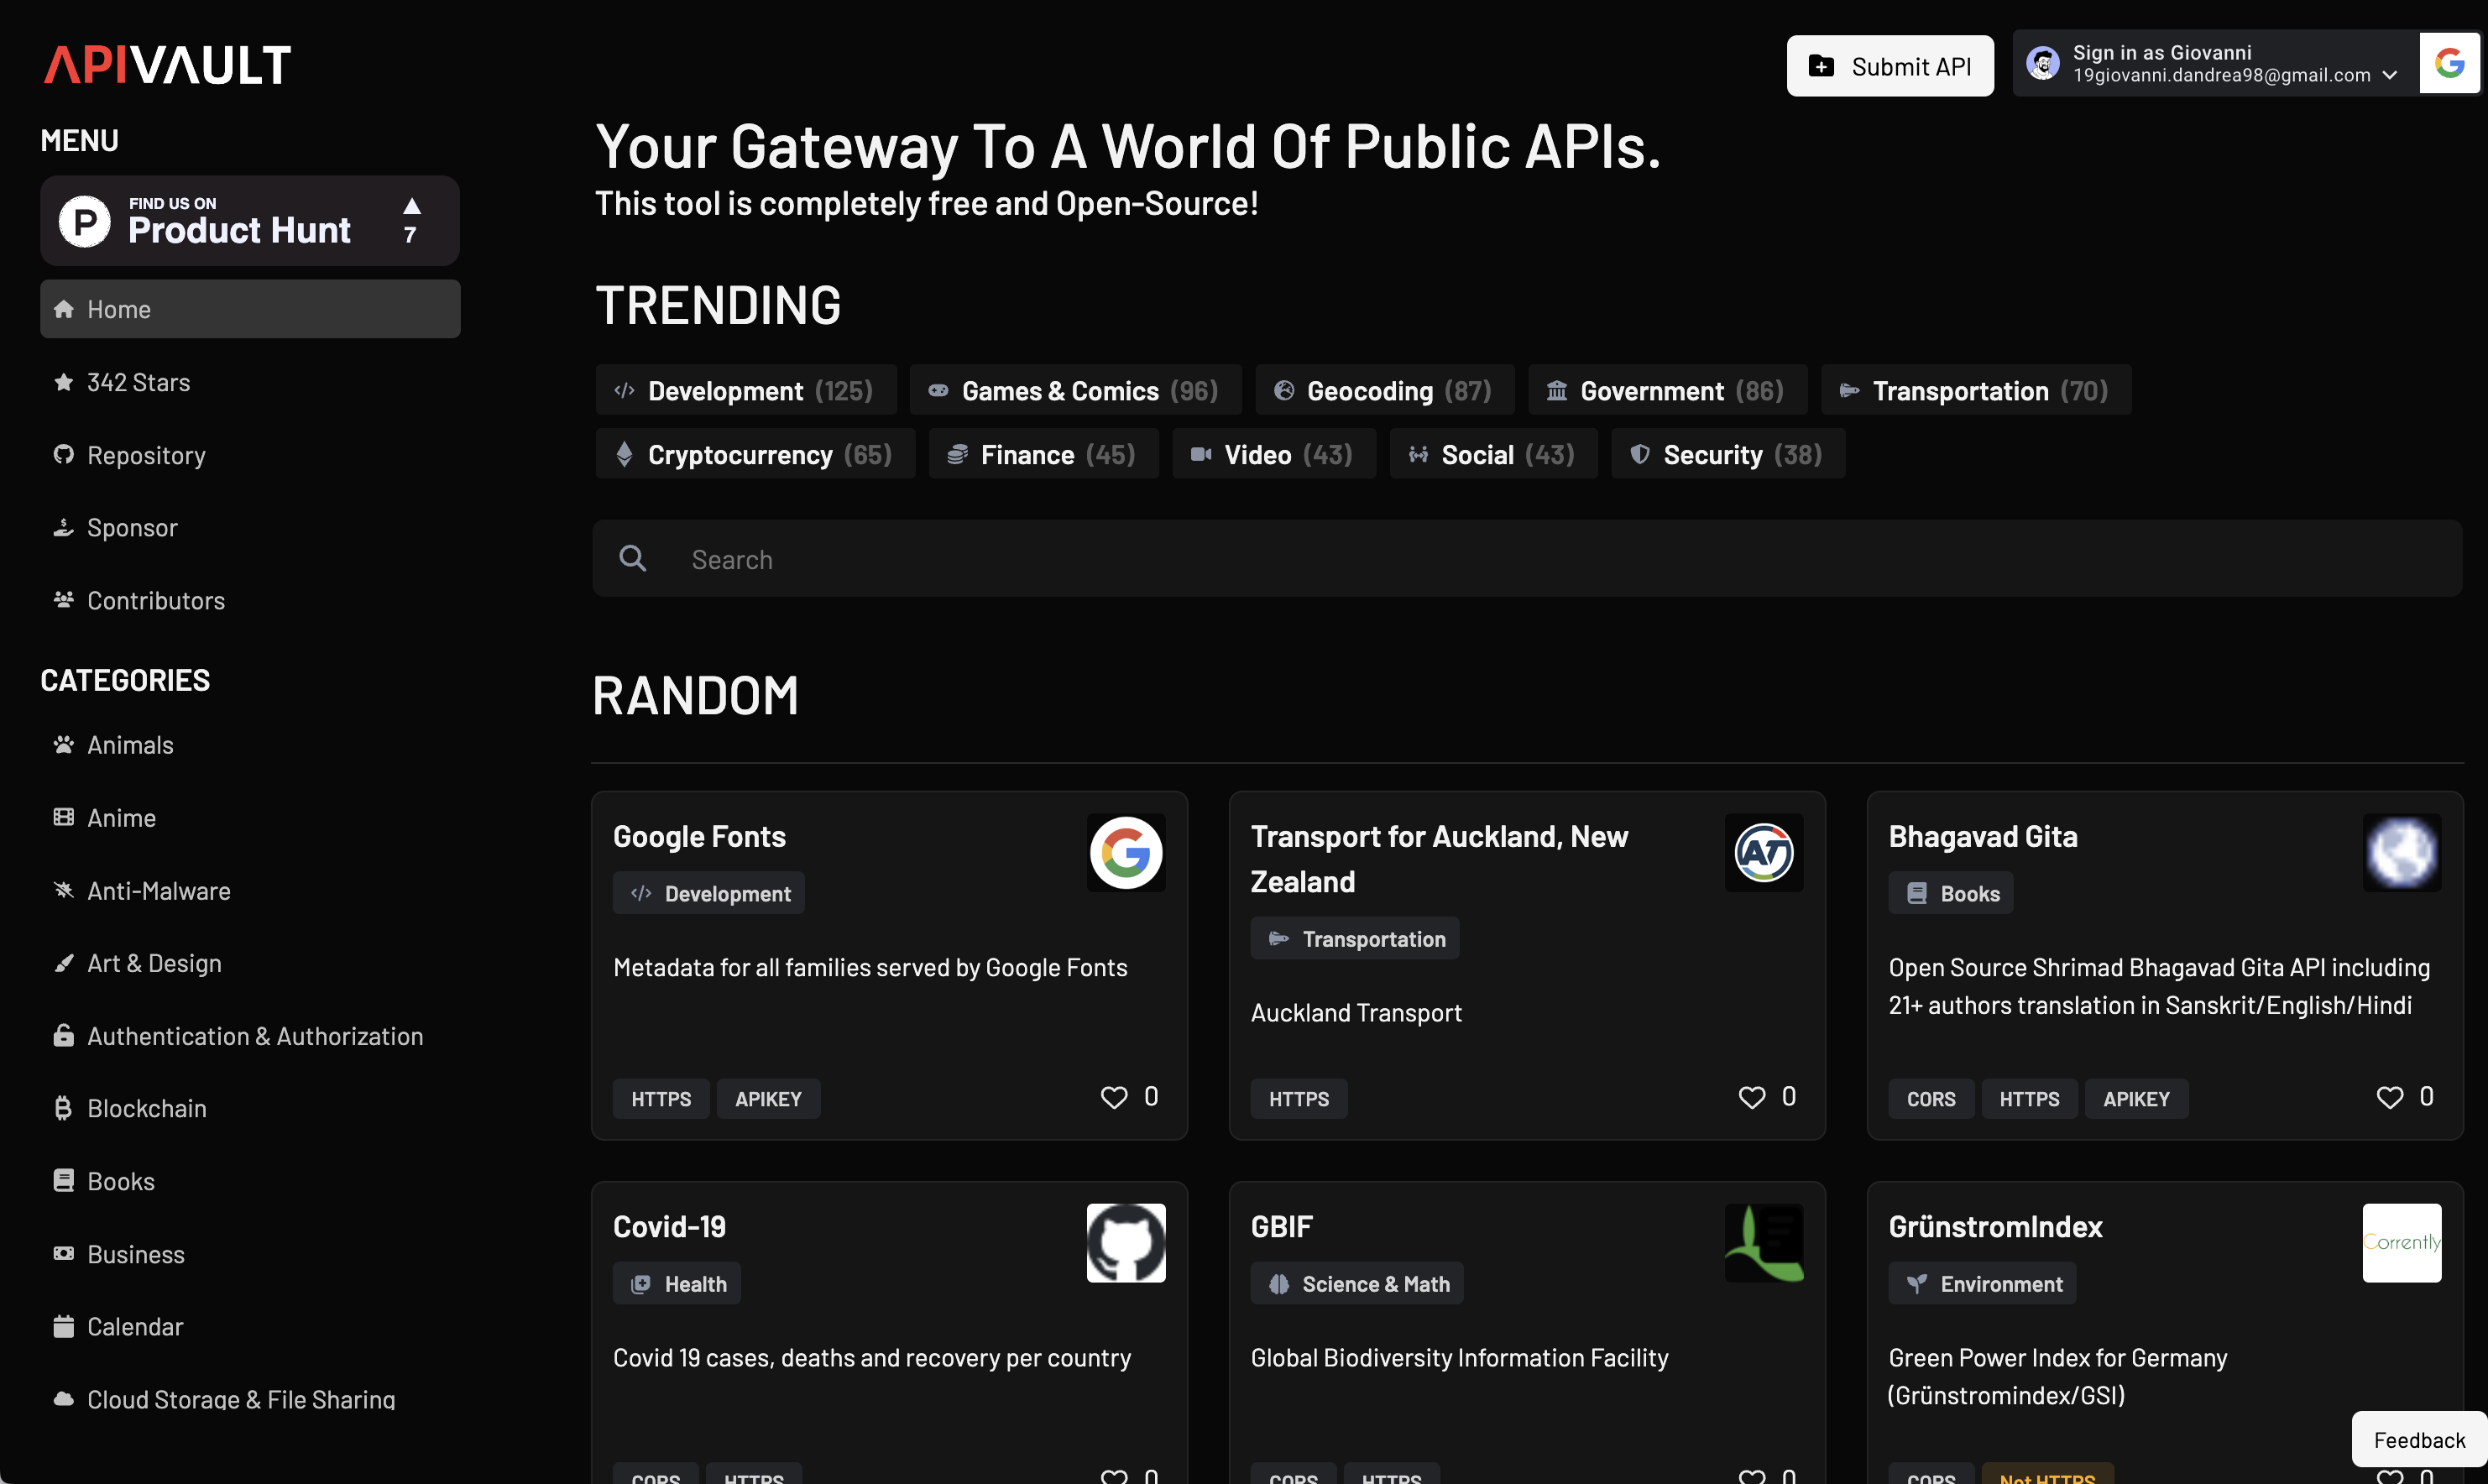 APIVAULT
Submit API
Sign in as Giovanni
19giovanni.dandrea98@gmail.com
MENU
P
FIND US ON
Product Hunt
7
Home
342 Stars
Repository
Sponsor
Contributors
CATEGORIES
Animals
Anime
Anti-Malware
Art & Design
Authentication & Authorization
Blockchain
Books
Business
Calendar
Cloud Storage & File Sharing
Your Gateway To A World Of Public APIs.
This tool is completely free and Open-Source!
TRENDING
Development (125)
Games & Comics (96)
Geocoding (87)
Government (86)
Transportation (70)
Cryptocurrency (65)
Finance (45)
Video (43)
Social (43)
Security (38)
Search
RANDOM
Google Fonts
Development
Metadata for all families served by Google Fonts
HTTPS APIKEY 0
Transport for Auckland, New
Zealand
AT
Transportation
Auckland Transport
HTTPS 0
Bhagavad Gita
Books
Open Source Shrimad Bhagavad Gita API including
21+ authors translation in Sanskrit/English/Hindi
CORS HTTPS APIKEY 0
Covid-19
Health
Covid 19 cases, deaths and recovery per country
CORS HTTPS 0
GBIF
Science & Math
Global Biodiversity Information Facility
CORS HTTPS 0
GrünstromIndex
Corrently
Environment
Green Power Index for Germany
(Grünstromindex/GSI)
CORS Not HTTPS 0
Feedback